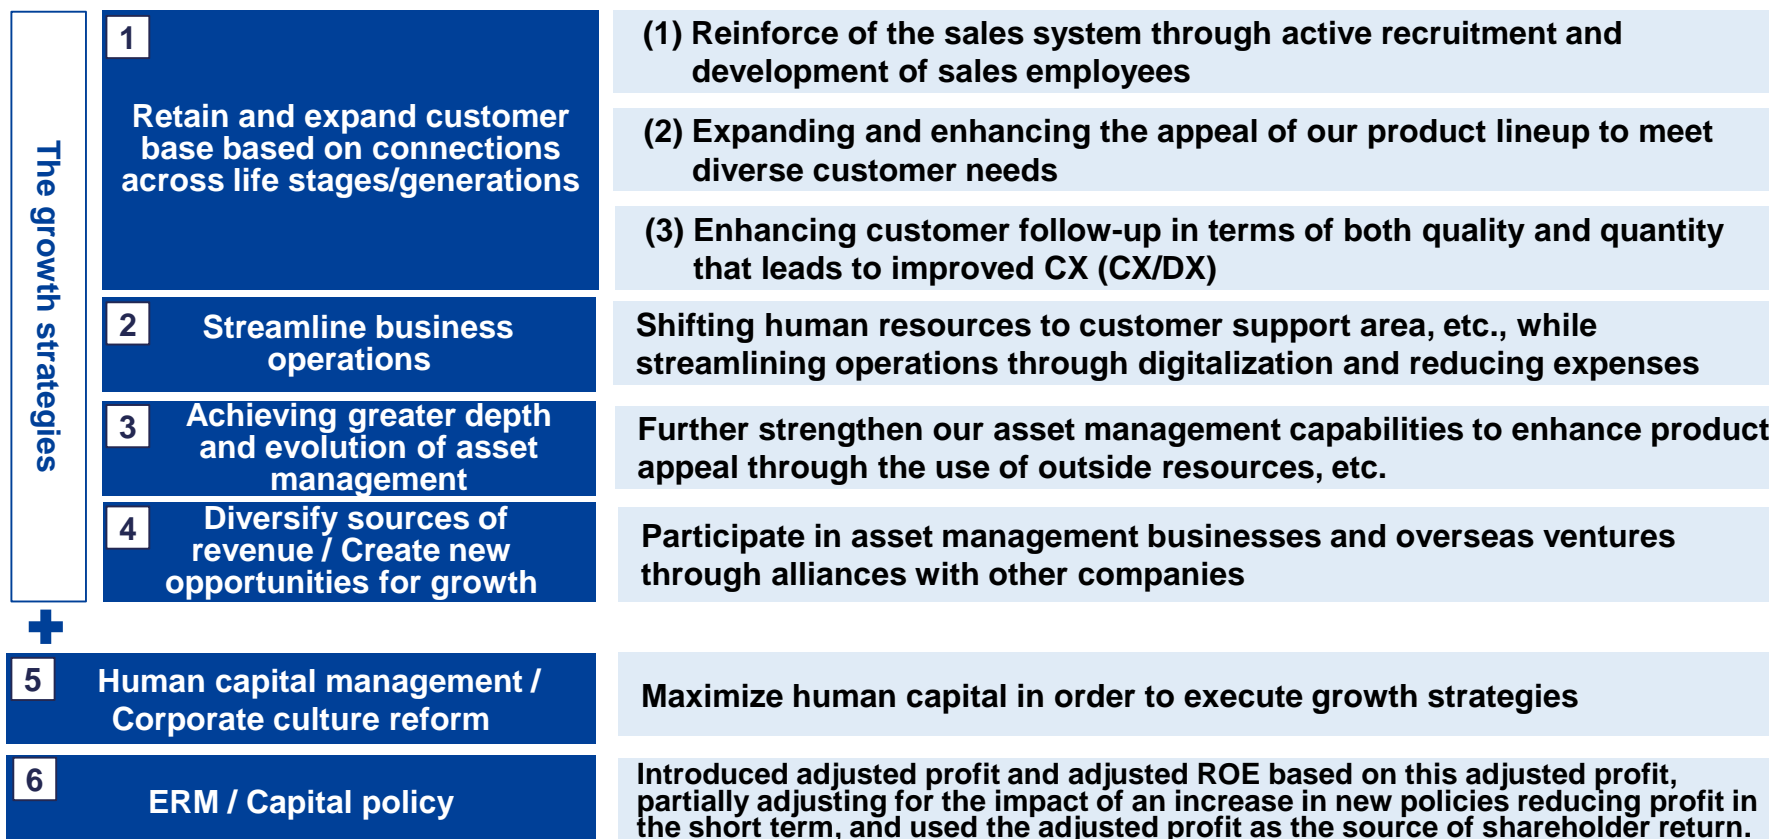 The growth strategies
1
Retain and expand customer
base based on connections
across life stages/generations
(1) Reinforce of the sales system through active recruitment and
development of sales employees
(2) Expanding and enhancing the appeal of our product lineup to meet
diverse customer needs
(3) Enhancing customer follow-up in terms of both quality and quantity
that leads to improved CX (CX/DX)
2
Streamline business
operations
Shifting human resources to customer support area, etc., while
streamlining operations through digitalization and reducing expenses
3
Achieving greater depth
and evolution of asset
management
Further strengthen our asset management capabilities to enhance product
appeal through the use of outside resources, etc.
4
Diversify sources of
revenue / Create new
opportunities for growth
Participate in asset management businesses and overseas ventures
through alliances with other companies
+
5
Human capital management /
Corporate culture reform
Maximize human capital in order to execute growth strategies
6
ERM / Capital policy
Introduced adjusted profit and adjusted ROE based on this adjusted profit,
partially adjusting for the impact of an increase in new policies reducing profit in
the short term, and used the adjusted profit as the source of shareholder return.